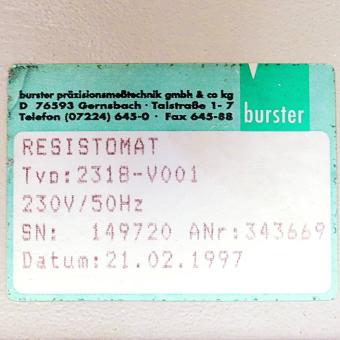 burster präzisionsmeßtechnik gmbh & co kg
D 76593 Gernsbach · Talstraße 1 - 7
Telefon (07224) 645-0 · Fax 645-88
burster
RESISTOMAT
Typ:2318-V001
230V/50Hz
SN: 149720 ANr:343669
Datum:21.02.1997